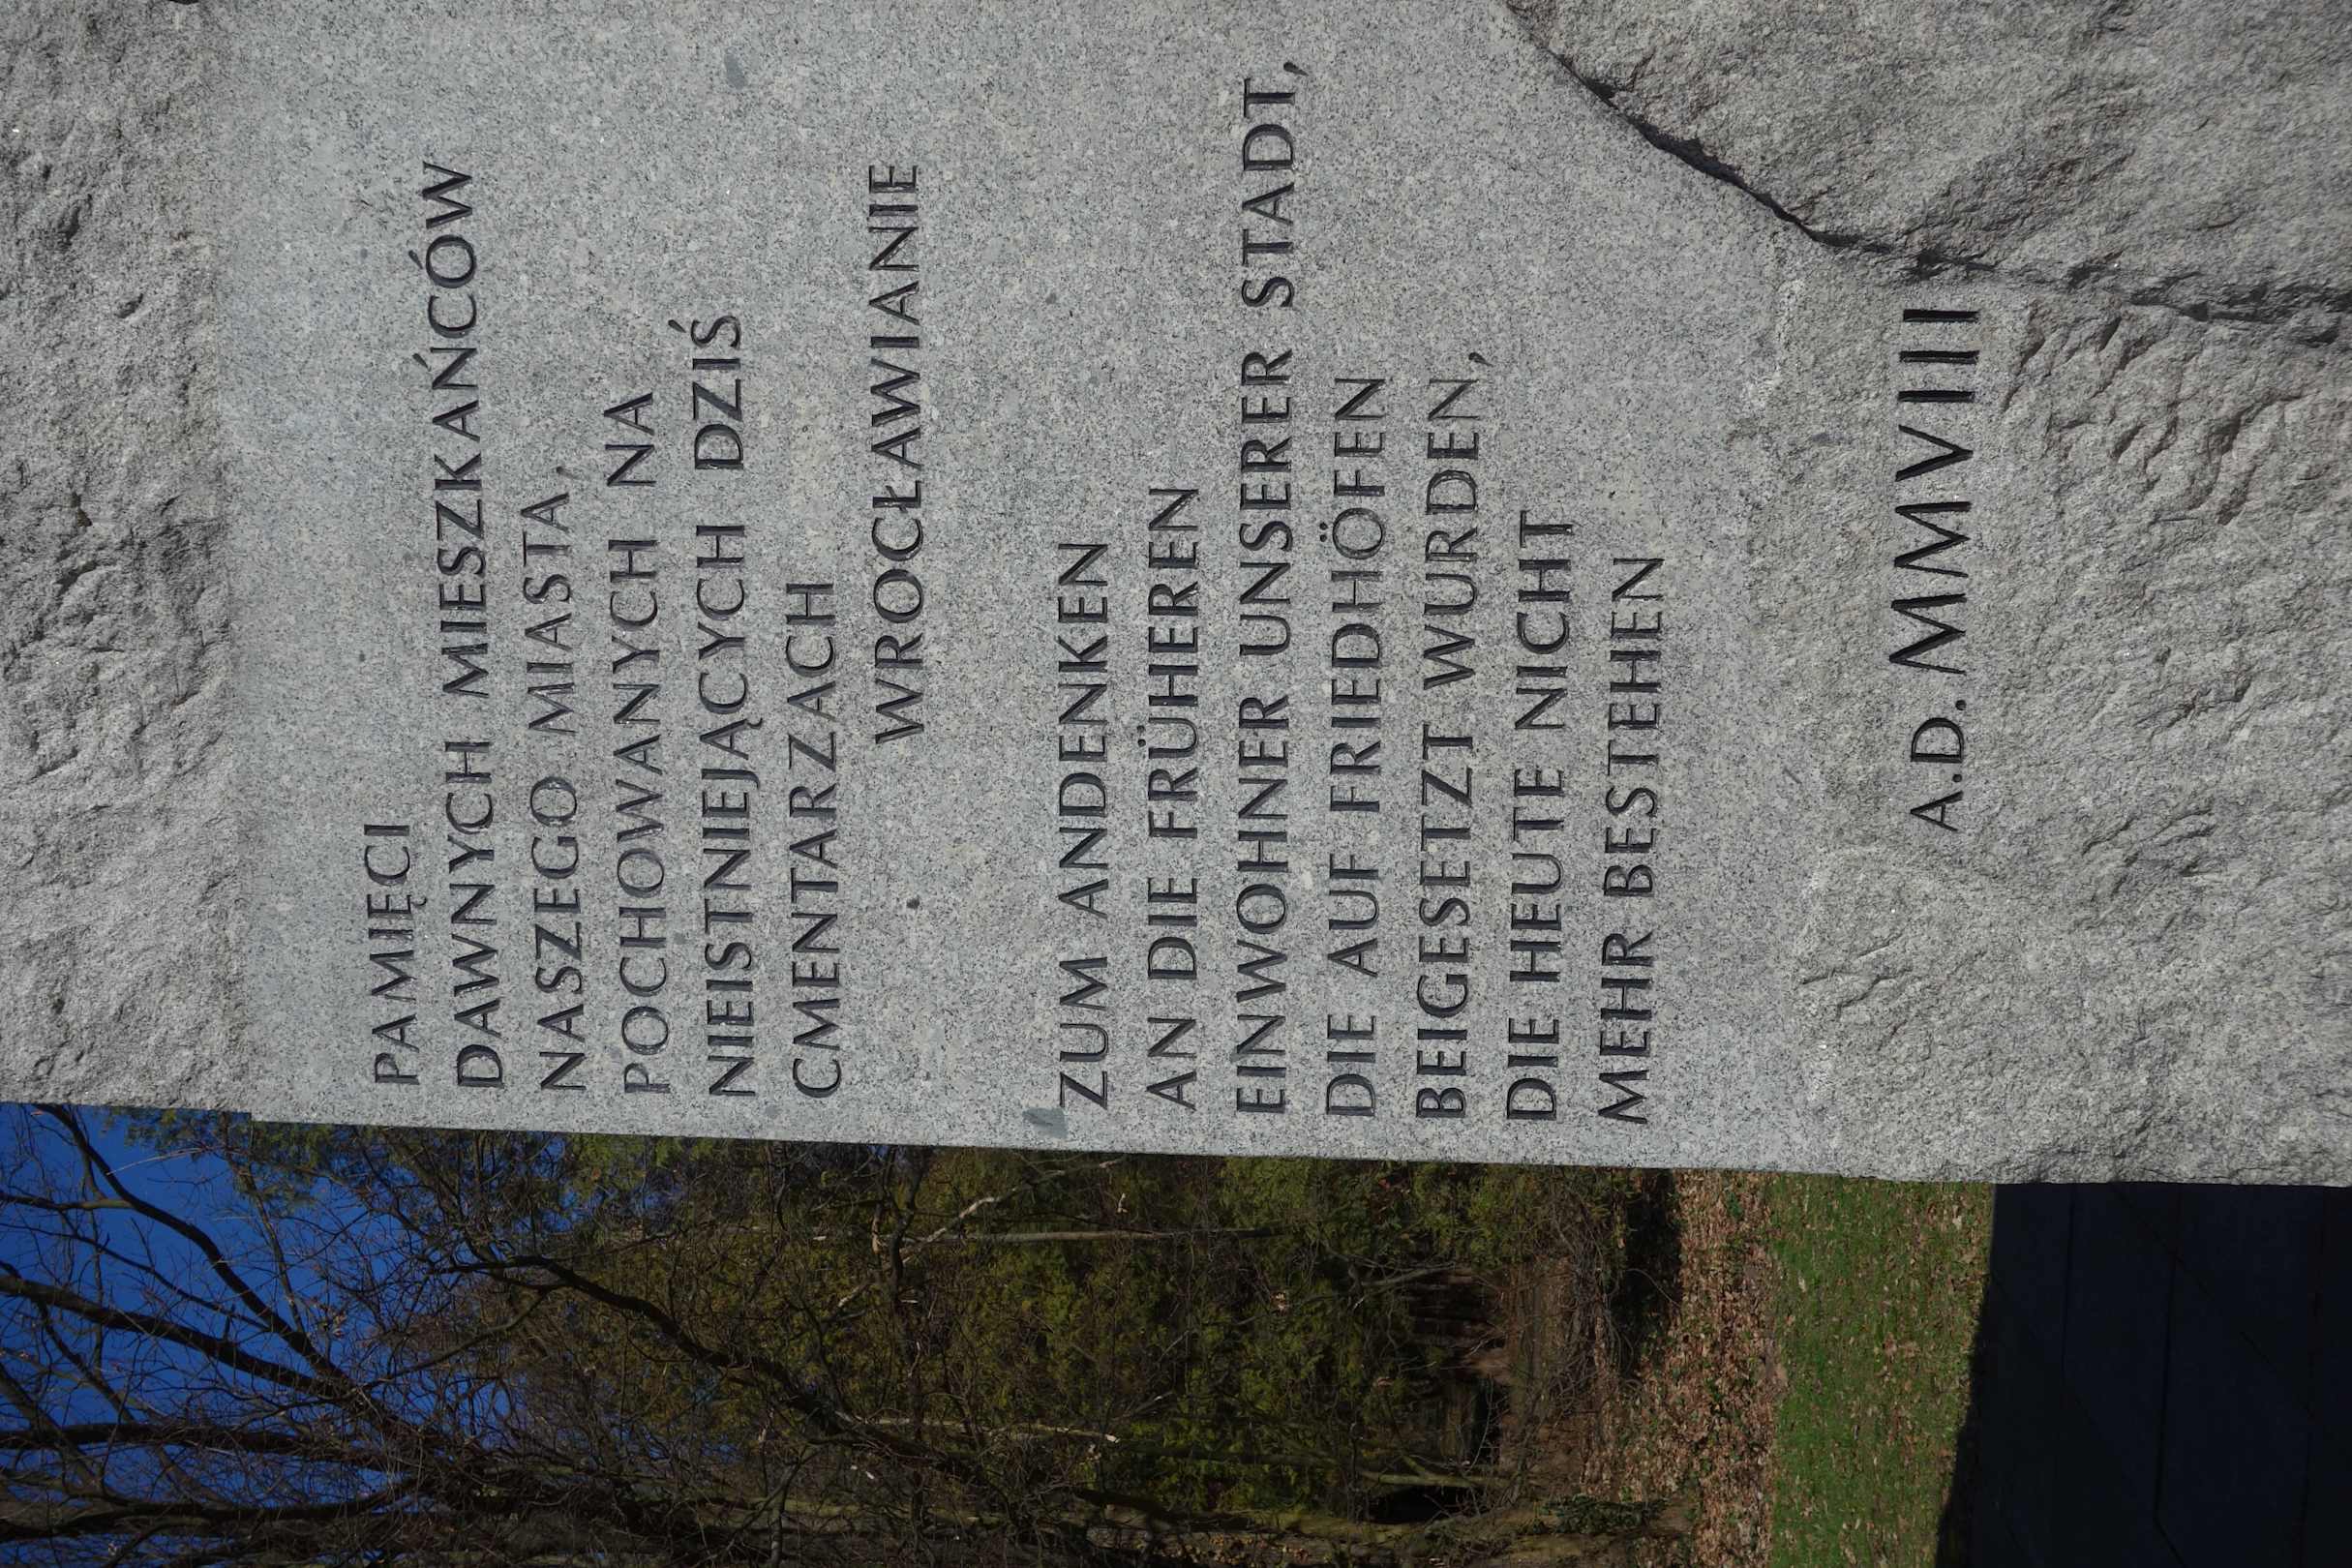 PAMIĘCI
DAWNYCH MIESZKAŃCÓW
NASZEGO MIASTA,
POCHOWANYCH NA
NIEISTNIEJĄCYCH DZIŚ
CMENTARZACH
WROCŁAWIANIE
ZUM ANDENKEN
AN DIE FRÜHEREN
EINWOHNER UNSERER STADT,
DIE AUF FRIEDHÖFEN
BEIGESETZT WURDEN,
DIE HEUTE NICHT
MEHR BESTEHEN
A.D. MMVIII